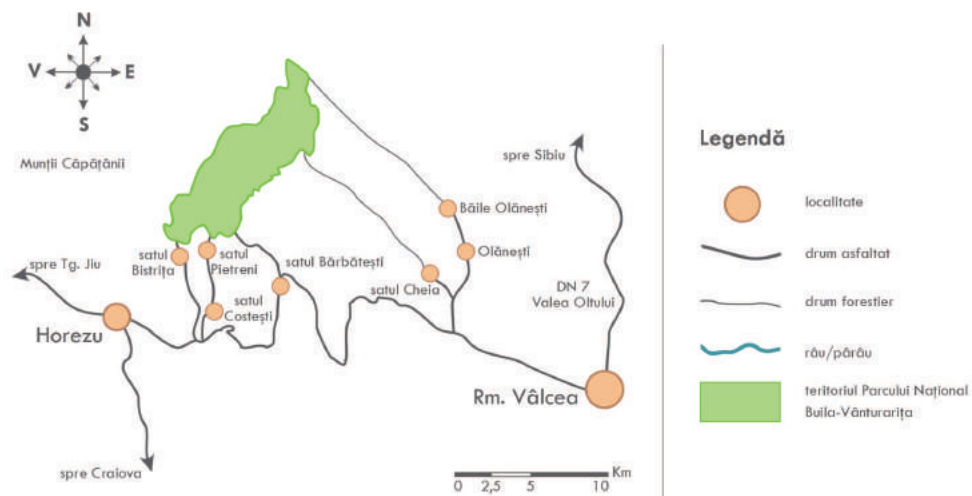 N
V
E
S
Munții Căpățânii
spre Sibiu
Băile Olănești
Olănești
satul
Bistrița
satul
Pietreni
satul Bărbătești
spre Tg. Jiu
satul Cheia
DN 7
Valea Oltului
satul
Costești
Horezu
Rm. Vâlcea
spre Craiova
Km
0 2,5 5 10
Legendă
localitate
drum asfaltat
drum forestier
râu/pârâu
teritoriul Parcului Național
Buila-Vânturarița